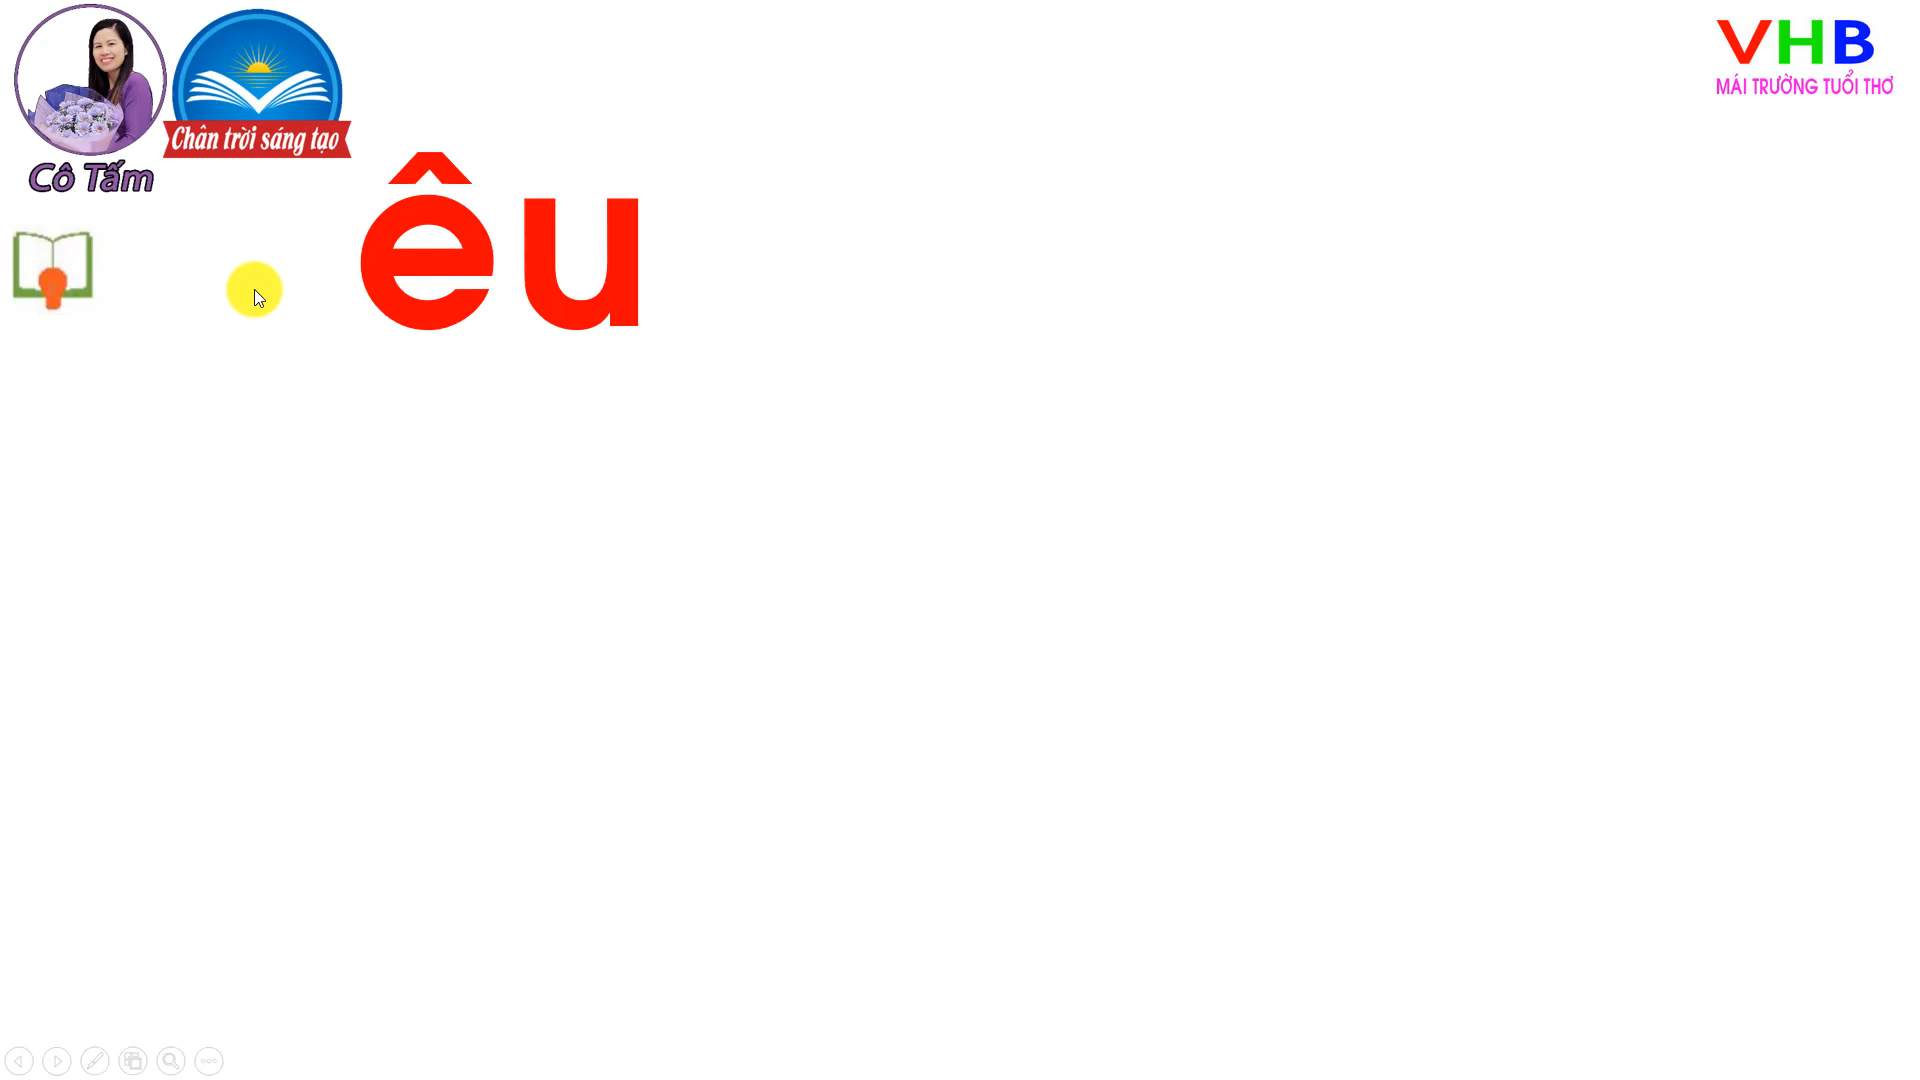 VHB
MÁI TRƯỜNG TUỔI THƠ
Chân trời sáng tạo
Cô Tấm
êu